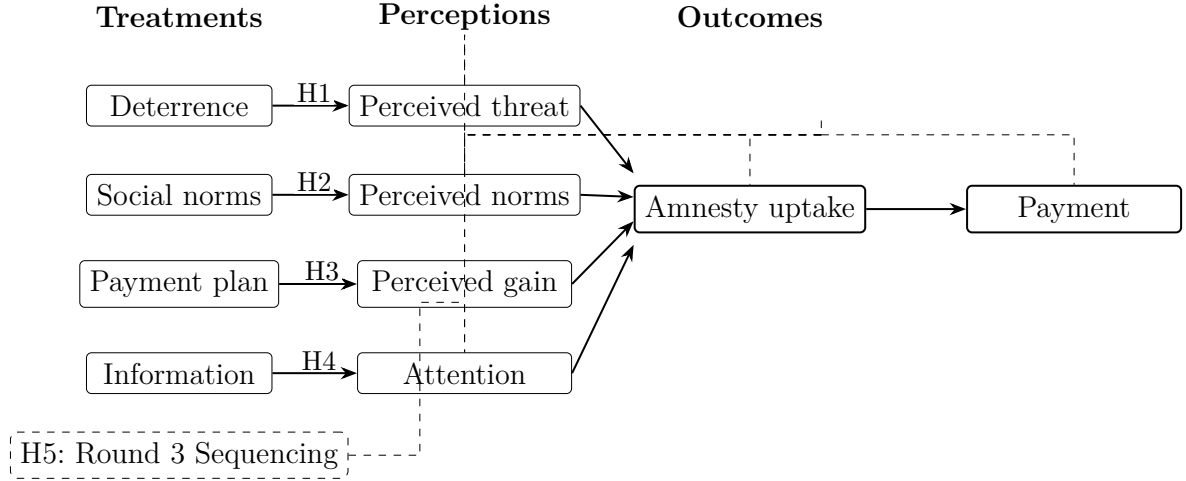 Treatments Perceptions Outcomes
Deterrence H1 Perceived threat
Social norms H2 Perceived norms
Amnesty uptake Payment
Payment plan H3 Perceived gain
Information H4 Attention
H5: Round 3 Sequencing